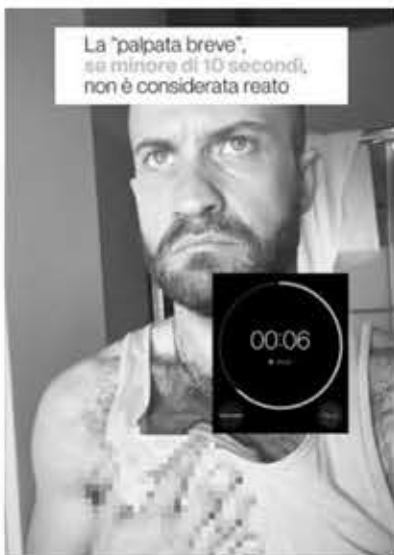 La "palpata breve",
se minore di 10 secondi,
non è considerata reato
00:06